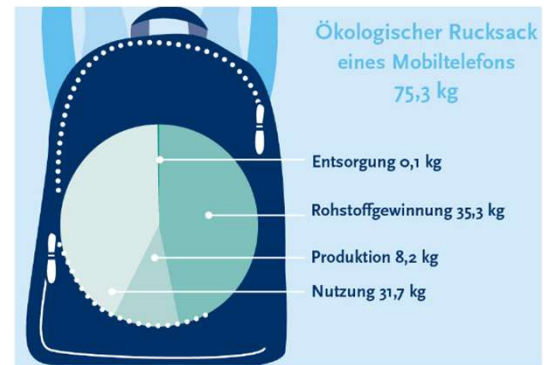 Ökologischer Rucksack
eines Mobiltelefons
75,3 kg
Entsorgung 0,1 kg
Rohstoffgewinnung 35,3 kg
Produktion 8,2 kg
Nutzung 31,7 kg